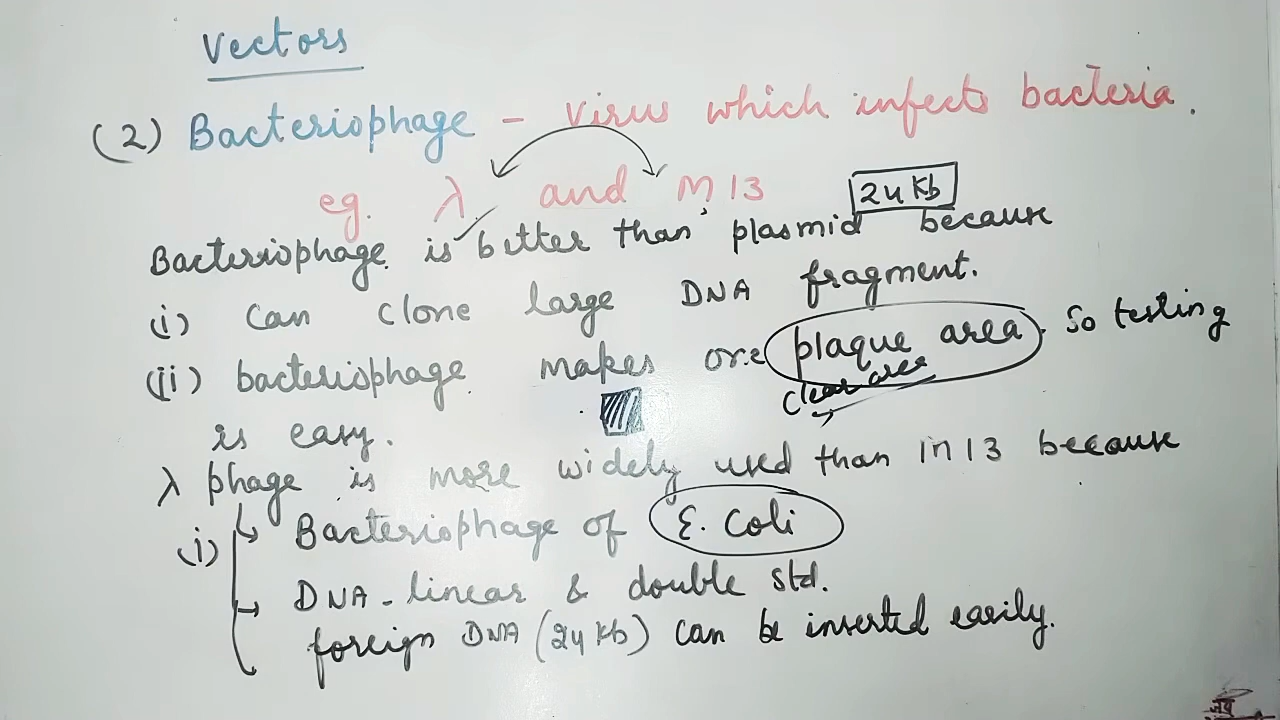 Vectors
(2) Bacteriophage - Virus which infects bacteria.
eg. λ and M13
24 Kb
Bacteriophage is better than plasmid because
(i) can clone large DNA fragment.
(ii) bacteriophage makes one plaque area. So testing
clear area
is easy.
λ phage is more widely used than M13 because
(i) → Bacteriophage of E. Coli
→ DNA - linear & double std.
foreign DNA (24 Kb) can be inserted easily.